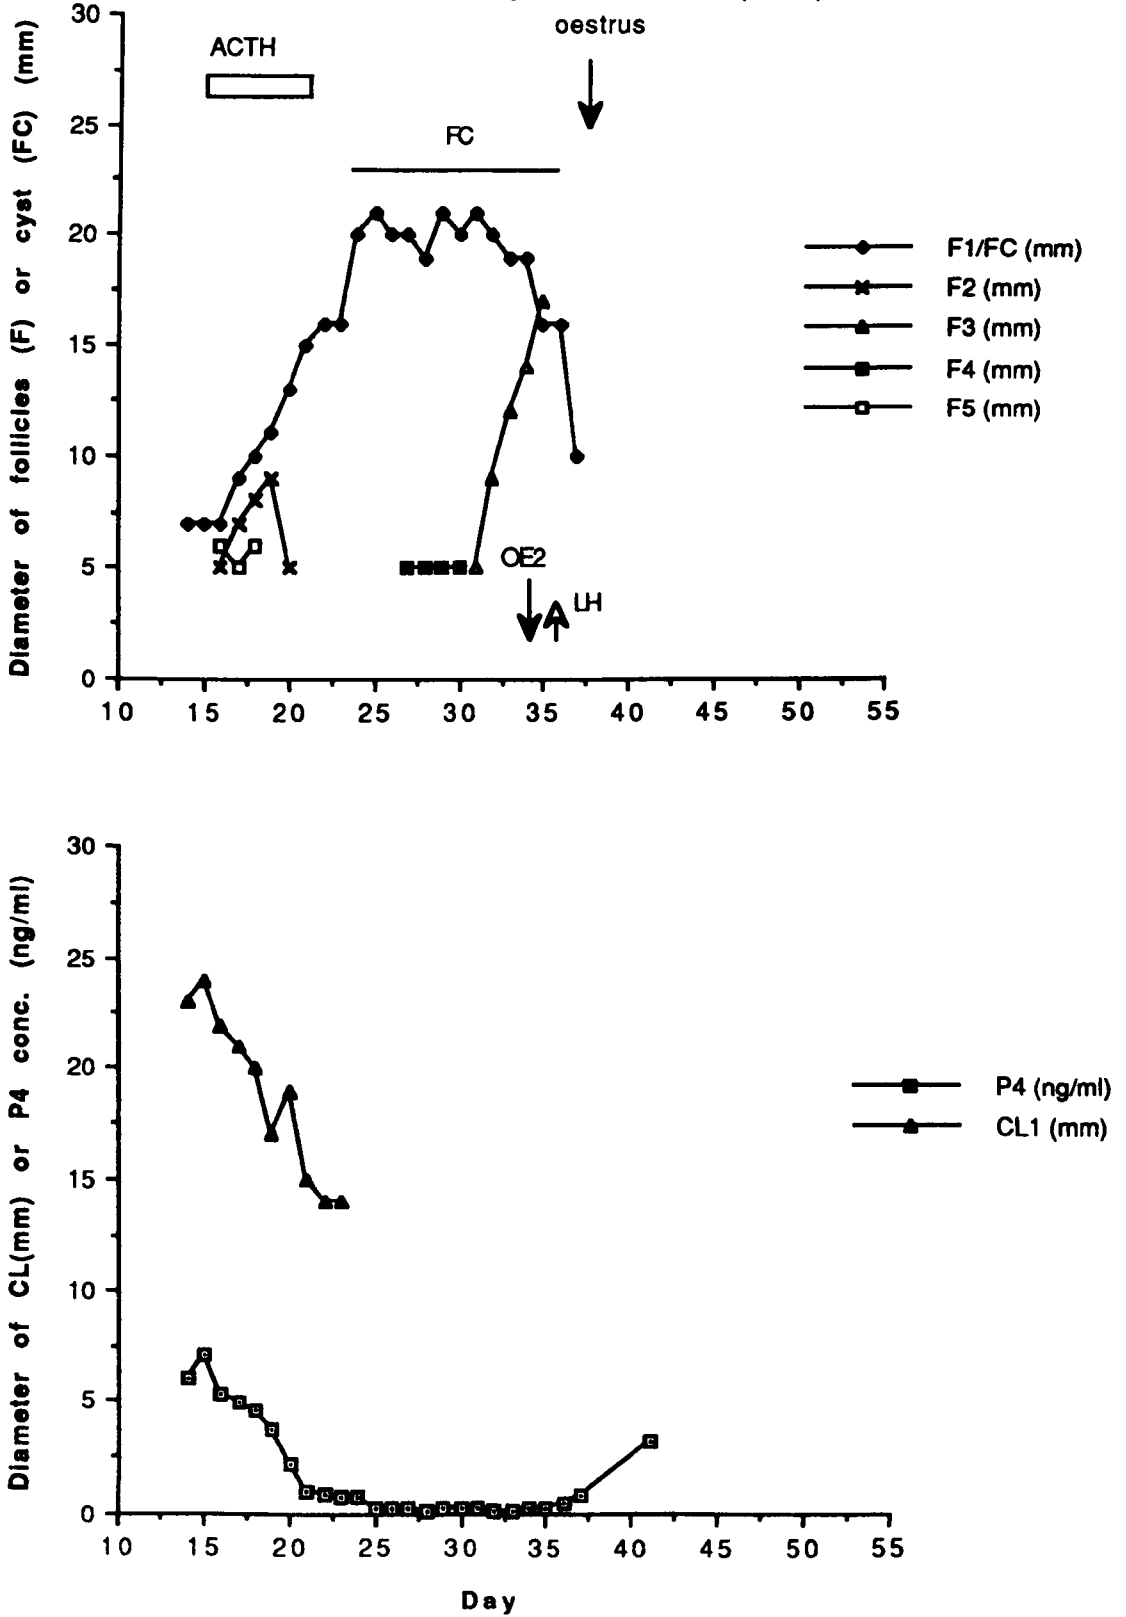 Diameter of follicles (F) or cyst (FC) (mm)
30
25
20
15
10
5
0
ACTH
FC
oestrus
OE2
LH
F1/FC (mm)
F2 (mm)
F3 (mm)
F4 (mm)
F5 (mm)
10 15 20 25 30 35 40 45 50 55
Diameter of CL(mm) or P4 conc. (ng/ml)
30
25
20
15
10
5
0
P4 (ng/ml)
CL1 (mm)
10 15 20 25 30 35 40 45 50 55
Day